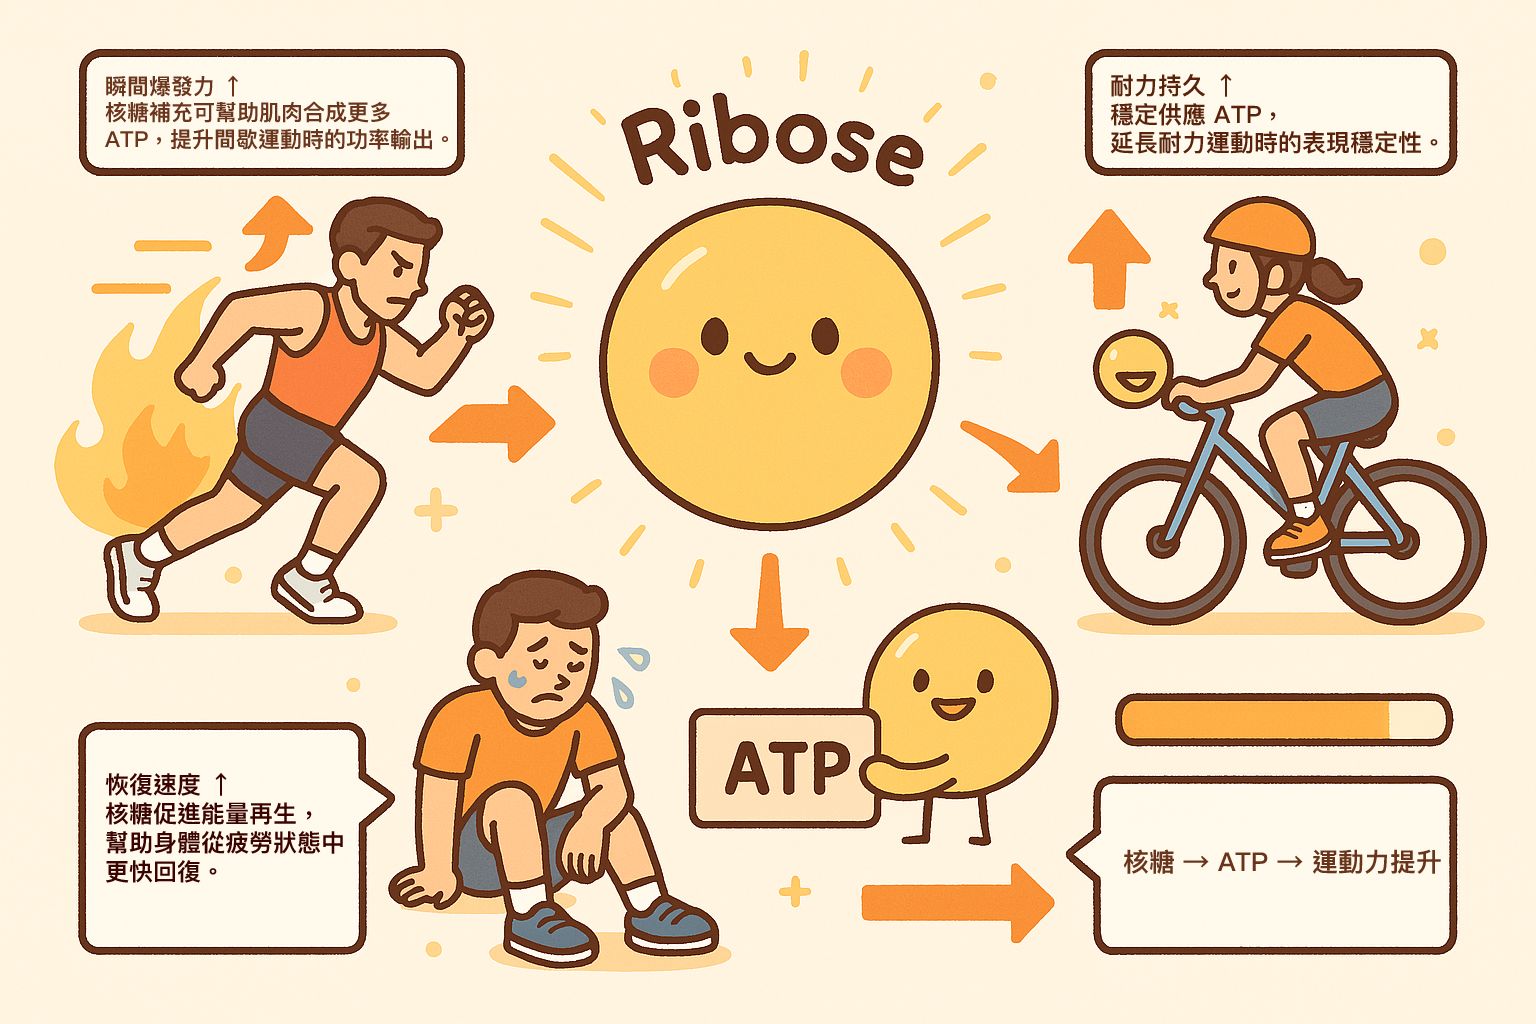 瞬間爆發力 ↑
核糖補充可幫助肌肉合成更多
ATP，提升間歇運動時的功率輸出。
Ribose
耐力持久 ↑
穩定供應 ATP，
延長耐力運動時的表現穩定性。
恢復速度 ↑
核糖促進能量再生，
幫助身體從疲勞狀態中
更快回復。
ATP
核糖 → ATP → 運動力提升